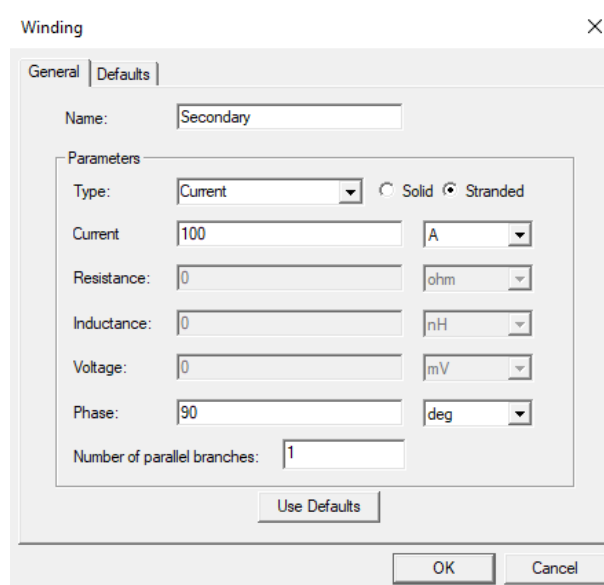 Winding
General Defaults
Name: Secondary
Parameters
Type: Current Solid Stranded
Current 100 A
Resistance: 0 ohm
Inductance: 0 nH
Voltage: 0 mV
Phase: 90 deg
Number of parallel branches: 1
Use Defaults
OK Cancel